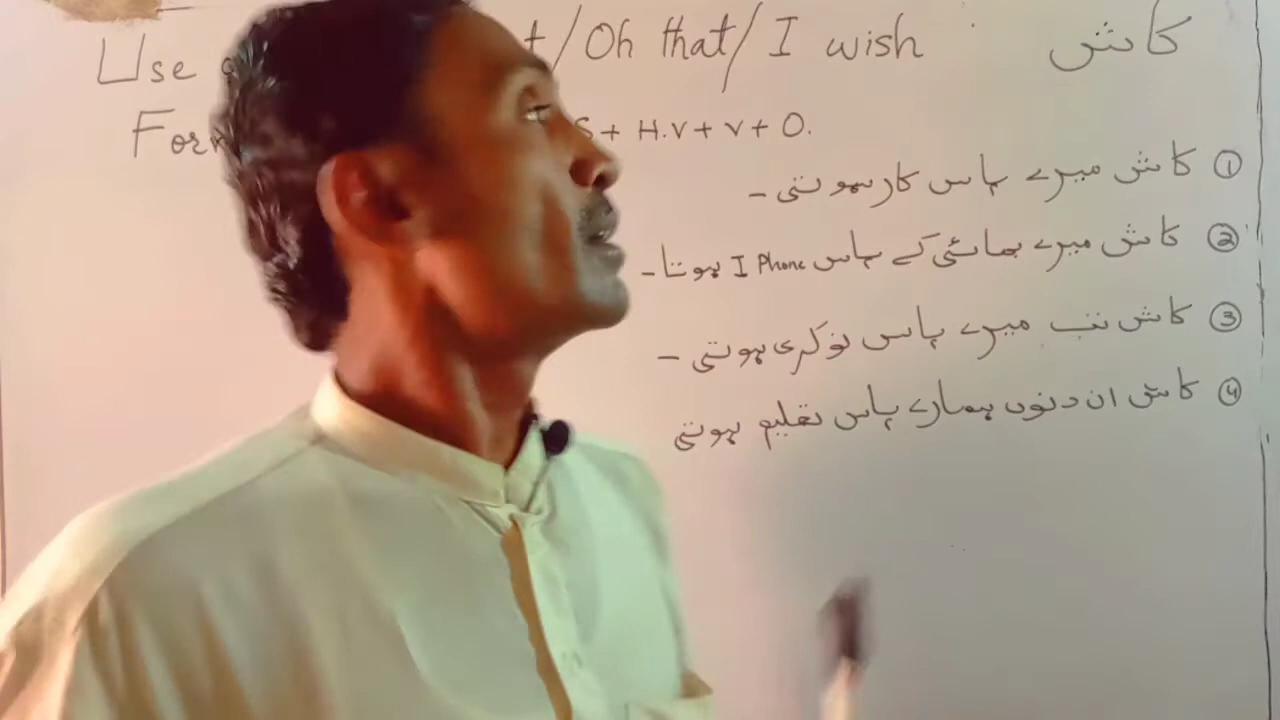 Use t/Oh that/I wish کاش
Form S + H.V + V + O.
① کاش میرے پاس کار ہوتی -
② کاش میرے بھائی کے پاس I Phone ہوتا -
③ کاش تب میرے پاس نوکری ہوتی -
④ کاش ان دنوں ہمارے پاس تعلیم ہوتی